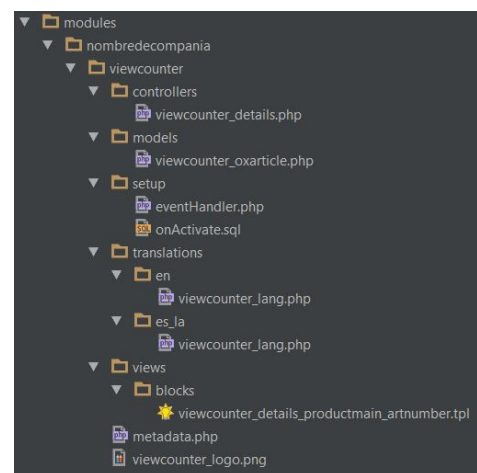 modules
nombredecompania
viewcounter
controllers
viewcounter_details.php
models
viewcounter_oxarticle.php
setup
eventHandler.php
onActivate.sql
translations
en
viewcounter_lang.php
es_la
viewcounter_lang.php
views
blocks
viewcounter_details_productmain_artnumber.tpl
metadata.php
viewcounter_logo.png